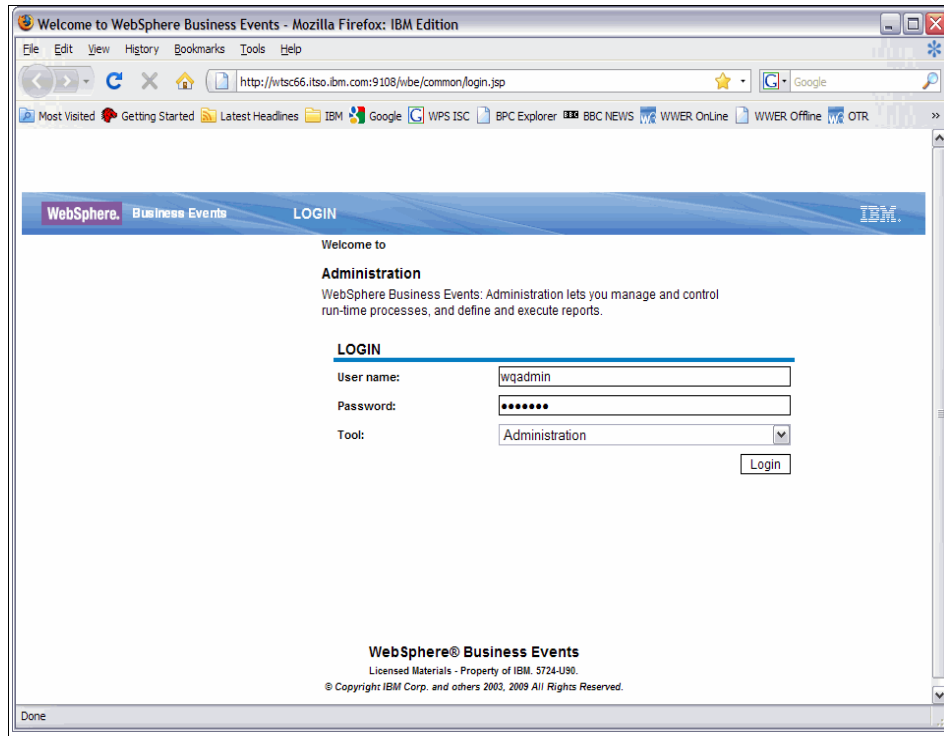 Welcome to WebSphere Business Events - Mozilla Firefox: IBM Edition
File Edit View History Bookmarks Tools Help
http://wtsc66.itso.ibm.com:9108/wbe/common/login.jsp
G Google
Most Visited Getting Started Latest Headlines IBM Google G WPS ISC BPC Explorer BBC NEWS WWER OnLine WWER Offline OTR »
WebSphere. Business Events LOGIN IBM.
Welcome to
Administration
WebSphere Business Events: Administration lets you manage and control
run-time processes, and define and execute reports.
LOGIN
User name: wqadmin
Password: •••••••
Tool: Administration
Login
WebSphere® Business Events
Licensed Materials - Property of IBM. 5724-U90.
© Copyright IBM Corp. and others 2003, 2009 All Rights Reserved.
Done